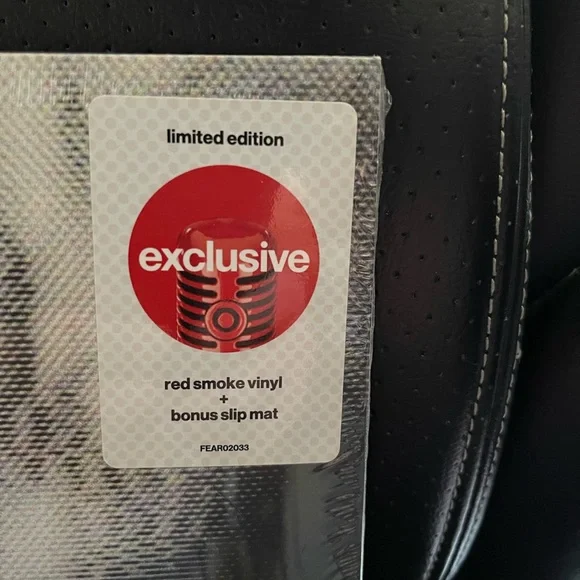 limited edition
exclusive
red smoke vinyl
+
bonus slip mat
FEAR02033